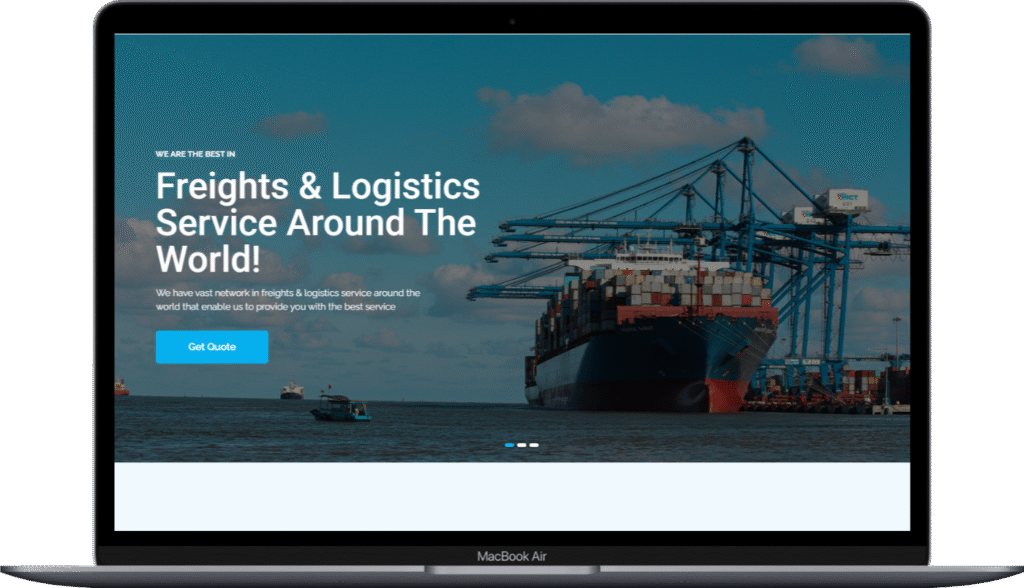 WE ARE THE BEST IN
Freights & Logistics
Service Around The
World!
We have vast network in freights & logistics service around the
world that enable us to provide you with the best service
Get Quote
MacBook Air